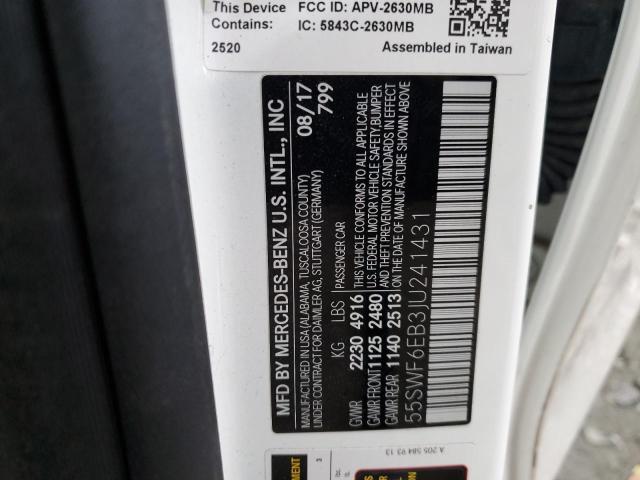 This Device
Contains:
FCC ID: APV-2630MB
IC: 5843C-2630MB
2520
Assembled in Taiwan
MFD BY MERCEDES-BENZ U.S. INTL., INC
08/17
MANUFACTURED IN USA (ALABAMA, TUSCALOOSA COUNTY)
799
UNDER CONTRACT FOR DAIMLER AG, STUTTGART (GERMANY)
KG LBS PASSENGER CAR
GVWR 2230 4916 THIS VEHICLE CONFORMS TO ALL APPLICABLE
GAWR FRONT 1125 2480 U.S. FEDERAL MOTOR VEHICLE SAFETY, BUMPER
AND THEFT PREVENTION STANDARDS IN EFFECT
GAWR REAR 1140 2513 ON THE DATE OF MANUFACTURE SHOWN ABOVE
55SWF6EB3JU241431
A 205 584 93 13